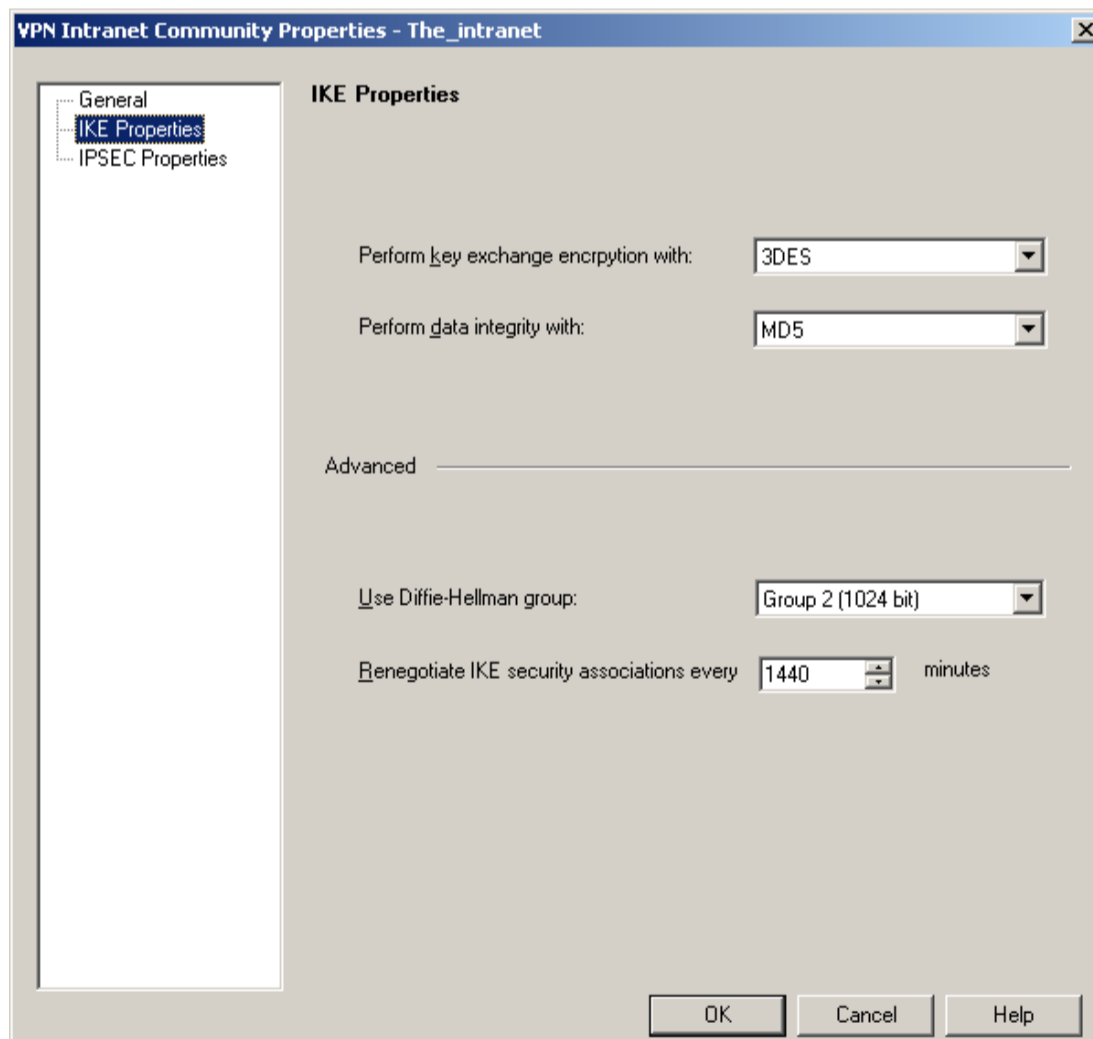 VPN Intranet Community Properties - The_intranet
General
IKE Properties
IPSEC Properties
IKE Properties
Perform key exchange encrpytion with:
3DES
Perform data integrity with:
MD5
Advanced
Use Diffie-Hellman group:
Group 2 (1024 bit)
Renegotiate IKE security associations every
1440
minutes
OK
Cancel
Help